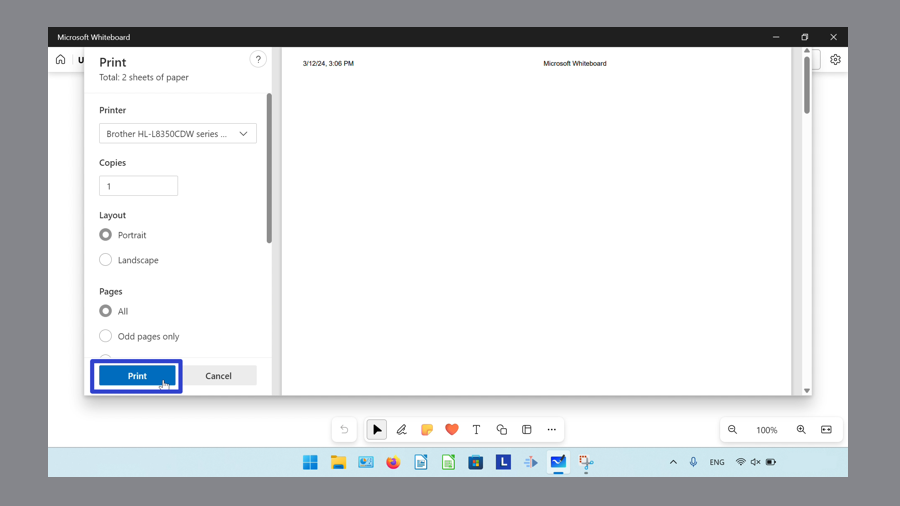 Microsoft Whiteboard
U
Print
?
Total: 2 sheets of paper
3/12/24, 3:06 PM
Microsoft Whiteboard
Printer
Brother HL-L8350CDW series ...
Copies
1
Layout
Portrait
Landscape
Pages
All
Odd pages only
Print
Cancel
T
100%
L
ENG